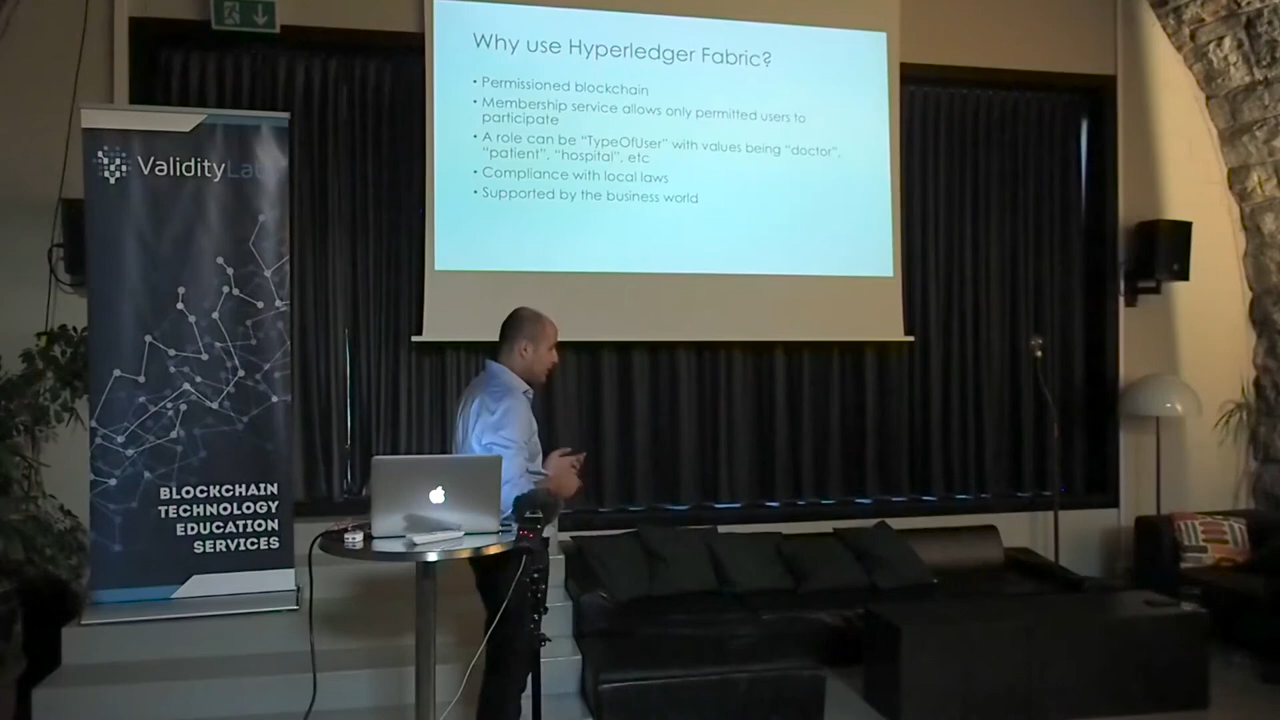 Why use Hyperledger Fabric?
• Permissioned blockchain
• Membership service allows only permitted users to
participate
• A role can be "TypeOfUser" with values being "doctor",
"patient", "hospital", etc
• Compliance with local laws
• Supported by the business world
ValidityLab
BLOCKCHAIN
TECHNOLOGY
EDUCATION
SERVICES